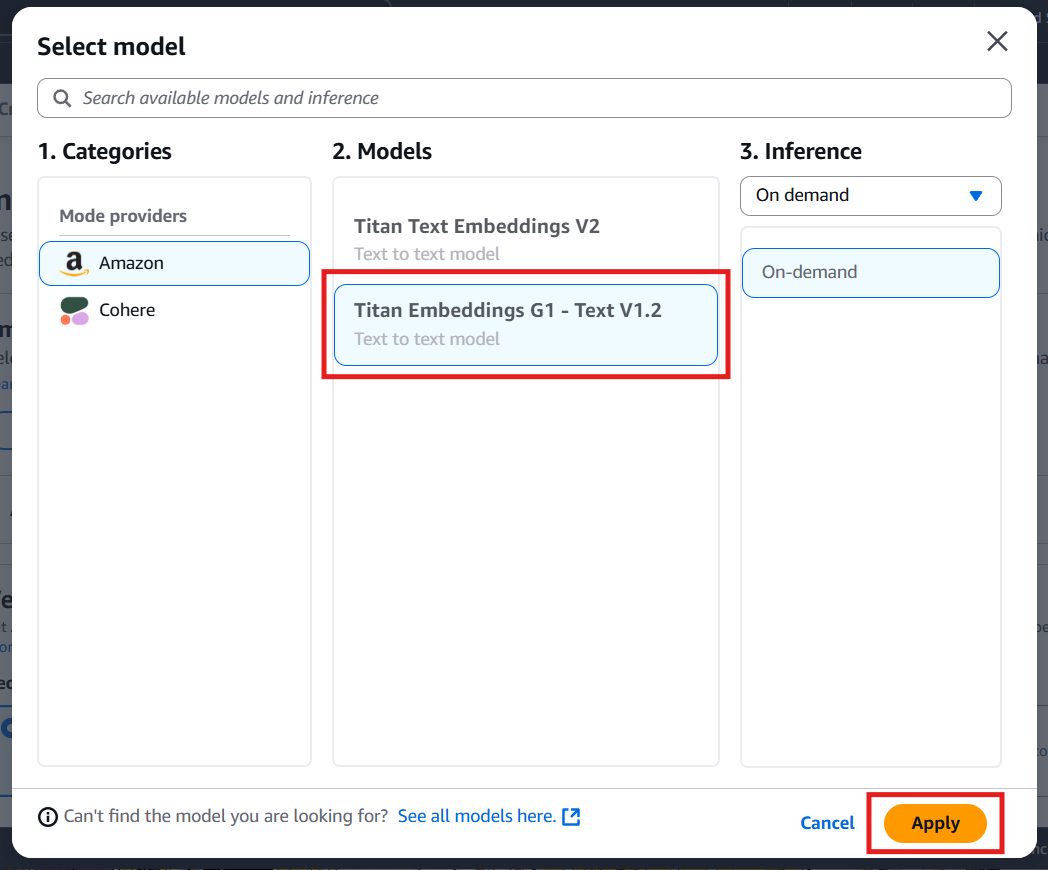 Select model
Search available models and inference
1. Categories
2. Models
3. Inference
Mode providers
Amazon
Cohere
Titan Text Embeddings V2
Text to text model
Titan Embeddings G1 - Text V1.2
Text to text model
On demand
On-demand
Can't find the model you are looking for? See all models here.
Cancel
Apply